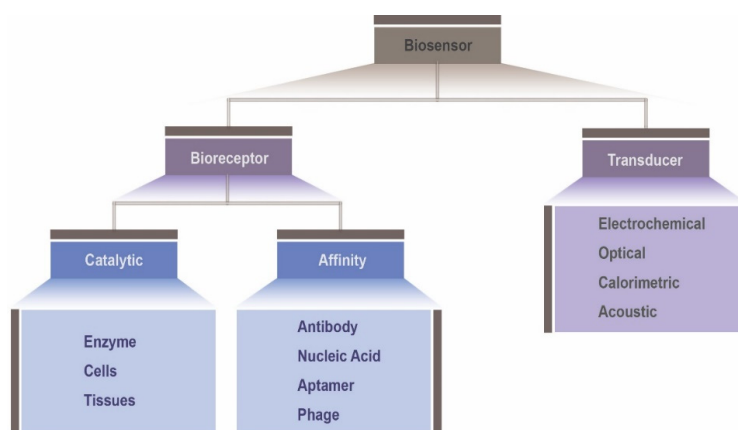 Biosensor
Bioreceptor
Transducer
Catalytic
Affinity
Electrochemical
Optical
Calorimetric
Acoustic
Enzyme
Cells
Tissues
Antibody
Nucleic Acid
Aptamer
Phage